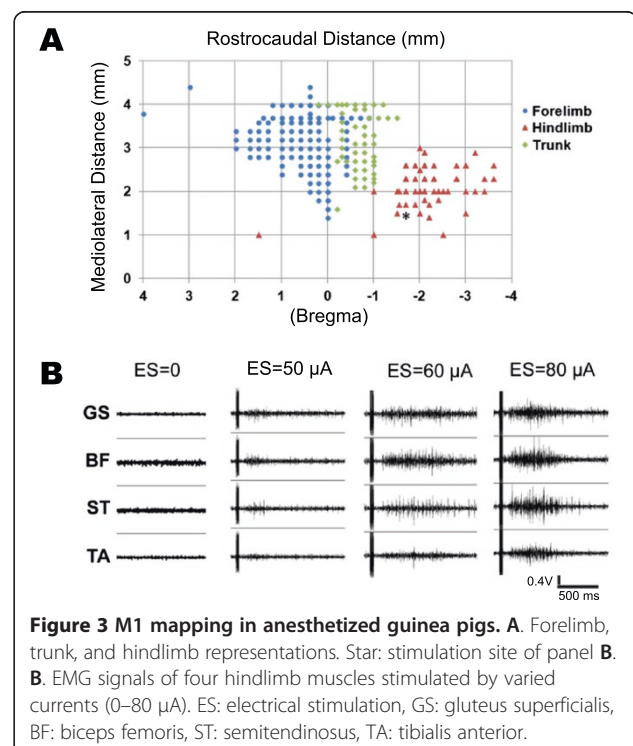 A
Rostrocaudal Distance (mm)
Mediolateral Distance (mm)
5
4
3
2
1
0
4 3 2 1 0 -1 -2 -3 -4
(Bregma)
Forelimb
Hindlimb
Trunk
*
B
ES=0 ES=50 µA ES=60 µA ES=80 µA
GS
BF
ST
TA
0.4V
500 ms
Figure 3 M1 mapping in anesthetized guinea pigs. A. Forelimb,
trunk, and hindlimb representations. Star: stimulation site of panel B.
B. EMG signals of four hindlimb muscles stimulated by varied
currents (0–80 µA). ES: electrical stimulation, GS: gluteus superficialis,
BF: biceps femoris, ST: semitendinosus, TA: tibialis anterior.